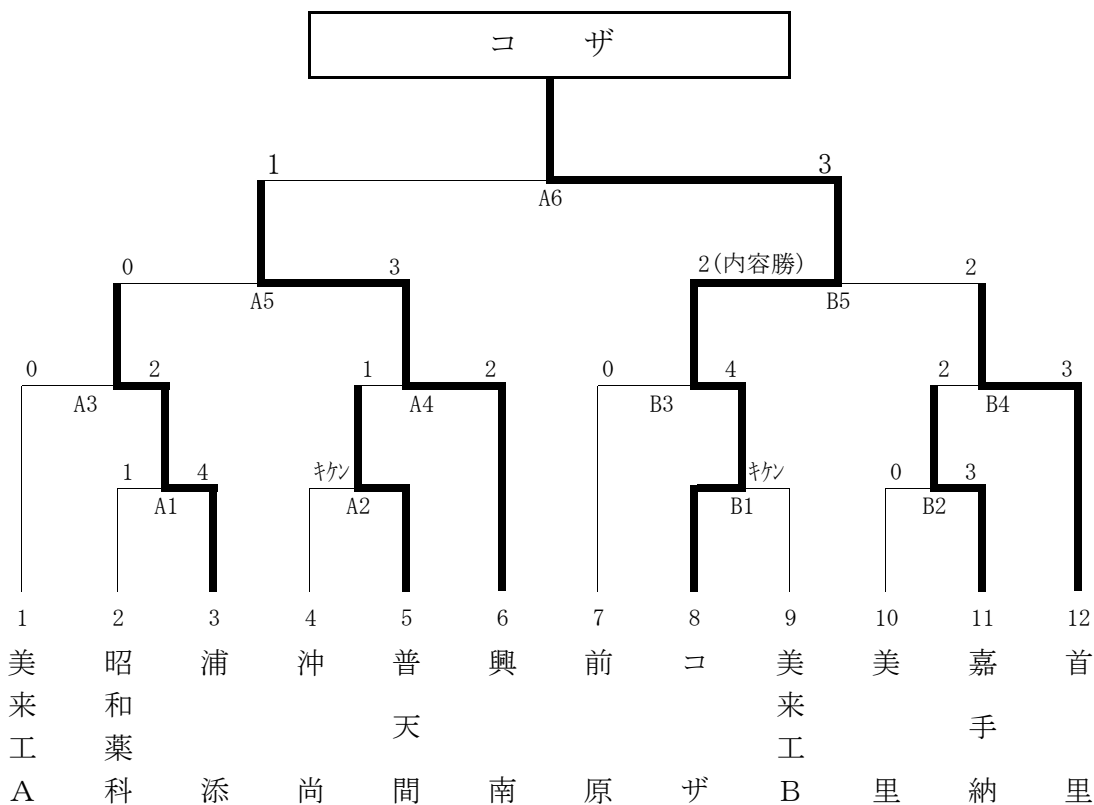 コザ
1 3
A6
0 3 2(内容勝) 2
A5 B5
0 2 1 2 0 4 2 3
A3 A4 B3 B4
1 4 キケン キケン 0 3
A1 A2 B1 B2
1 2 3 4 5 6 7 8 9 10 11 12
美来工A
昭和薬科
浦添
沖尚
普天間
興南
前原
コザ
美来工B
美里
嘉手納
首里